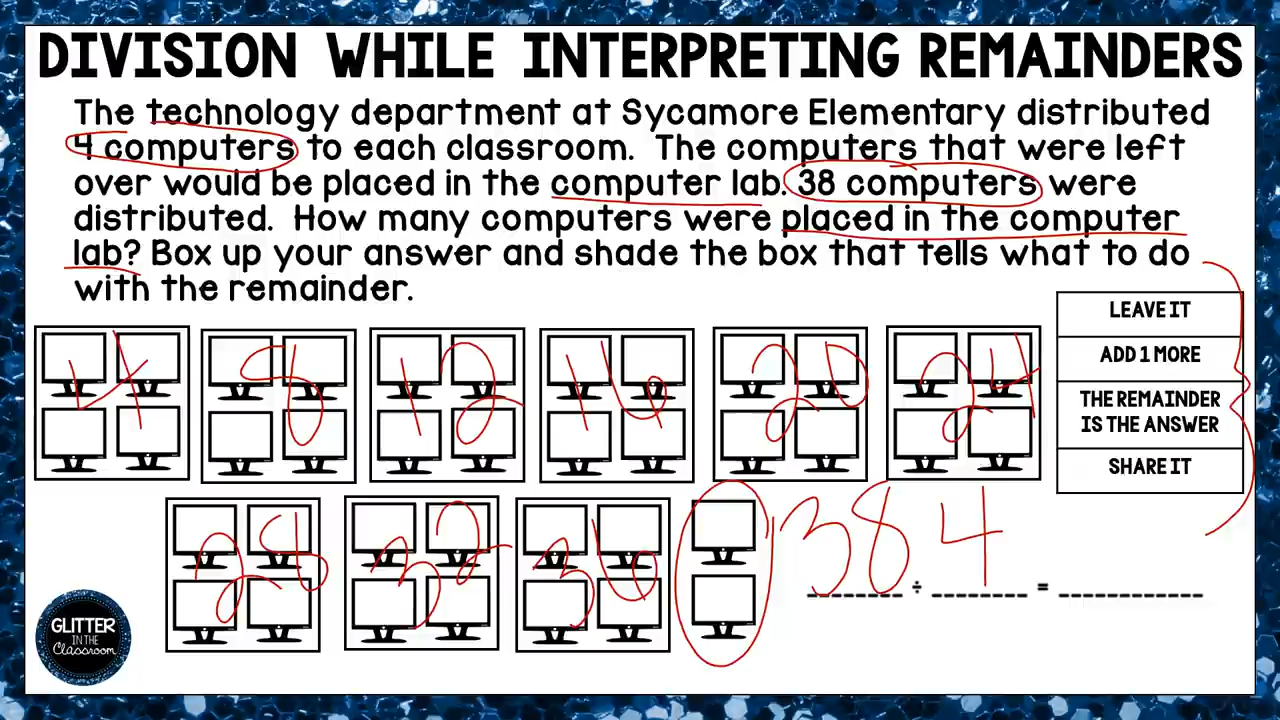 DIVISION WHILE INTERPRETING REMAINDERS
The technology department at Sycamore Elementary distributed
4 computers to each classroom. The computers that were left
over would be placed in the computer lab. 38 computers were
distributed. How many computers were placed in the computer
lab? Box up your answer and shade the box that tells what to do
with the remainder.
LEAVE IT
ADD 1 MORE
THE REMAINDER
IS THE ANSWER
SHARE IT
4 8 12 16 20 24
28 32 36
38 ÷ 4 = ____________
GLITTER
IN THE
Classroom